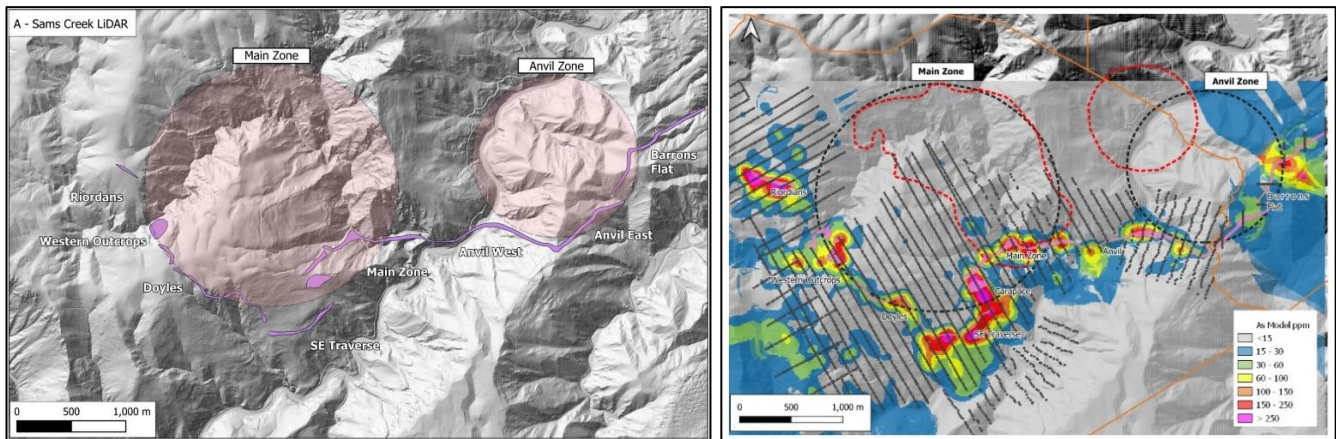 A - Sams Creek LiDAR
Main Zone
Anvil Zone
Barrons
Flat
Riordans
Western Outcrops
Anvil East
Anvil West
Main Zone
Doyles
SE Traverse
0 500 1,000 m
Main Zone
Anvil Zone
Riordans
Barrons
Flat
Western Outcrops
Main Zone
Anvil
Carapace
Doyles
SE Traverse
As Model ppm
<15
15 - 30
30 - 60
60 - 100
100 - 150
150 - 250
> 250
0 500 1,000 m